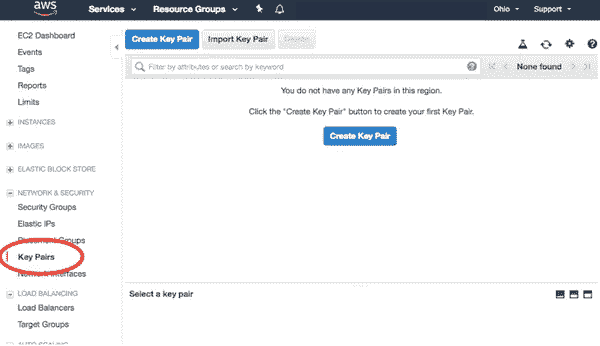 aws Services Resource Groups Ohio Support
EC2 Dashboard
Events
Tags
Reports
Limits
INSTANCES
IMAGES
ELASTIC BLOCK STORE
NETWORK & SECURITY
Security Groups
Elastic IPs
Placement Groups
Key Pairs
Network Interfaces
LOAD BALANCING
Load Balancers
Target Groups
AUTO SCALING
Create Key Pair Import Key Pair Delete
Filter by attributes or search by keyword
None found
You do not have any Key Pairs in this region.
Click the "Create Key Pair" button to create your first Key Pair.
Create Key Pair
Select a key pair